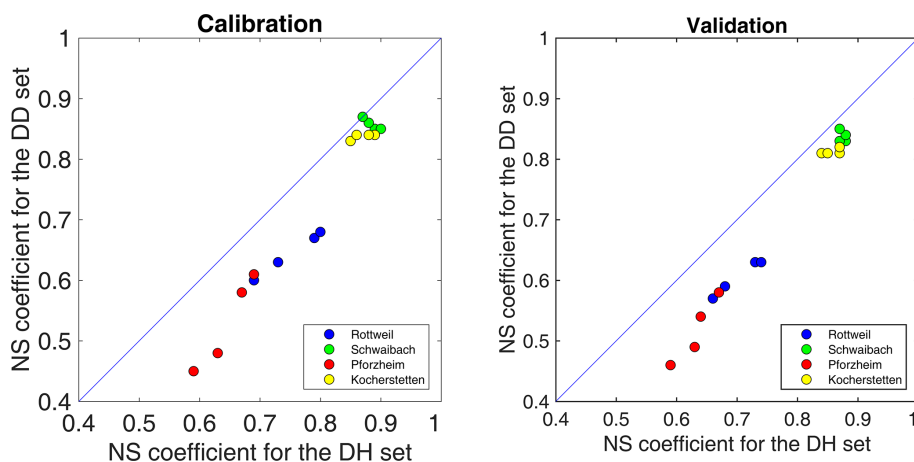 Calibration
NS coefficient for the DD set
1
0.9
0.8
0.7
0.6
0.5
0.4
0.4 0.5 0.6 0.7 0.8 0.9 1
NS coefficient for the DH set
Rottweil
Schwaibach
Pforzheim
Kocherstetten
Validation
NS coefficient for the DD set
1
0.9
0.8
0.7
0.6
0.5
0.4
0.4 0.5 0.6 0.7 0.8 0.9 1
NS coefficient for the DH set
Rottweil
Schwaibach
Pforzheim
Kocherstetten